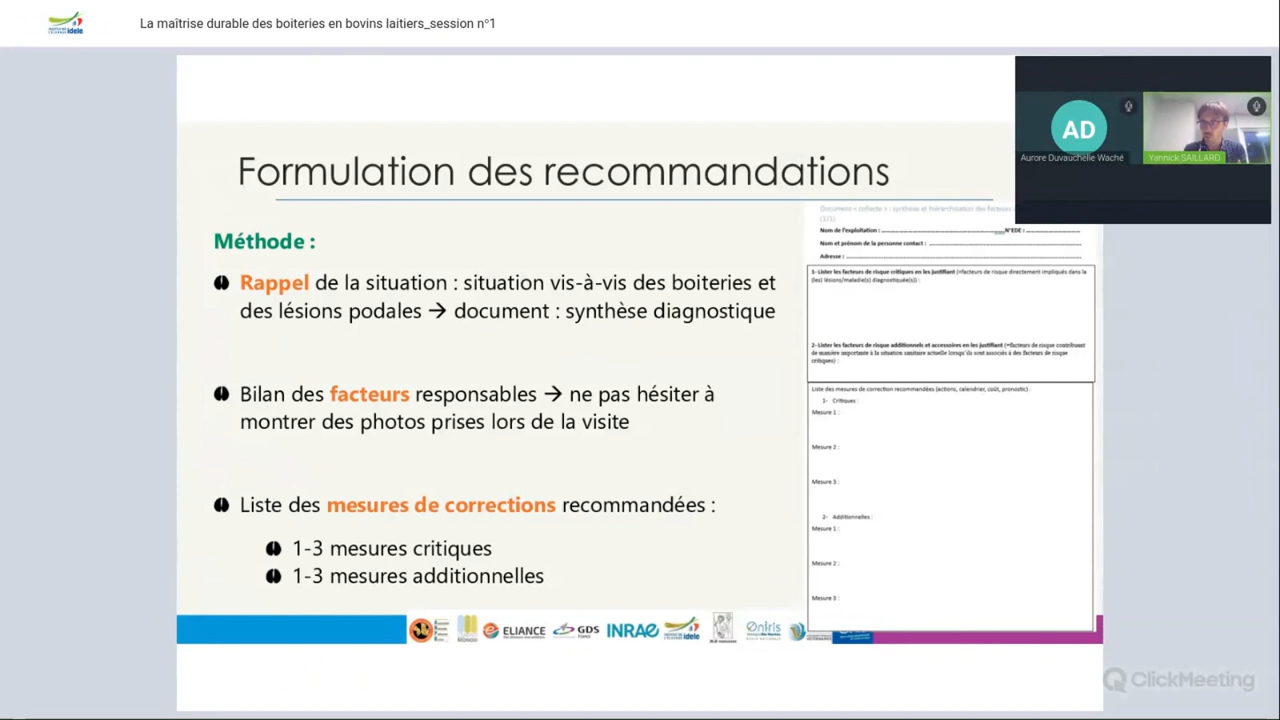 idele
La maîtrise durable des boiteries en bovins laitiers_session n°1
AD
Aurore Duvauchelle Waché
Yannick SAILLARD
Formulation des recommandations
Méthode :
Rappel de la situation : situation vis-à-vis des boiteries et
des lésions podales → document : synthèse diagnostique
Bilan des facteurs responsables → ne pas hésiter à
montrer des photos prises lors de la visite
Liste des mesures de corrections recommandées :
1-3 mesures critiques
1-3 mesures additionnelles
Document « collecte » : synthèse et hiérarchisation des facteurs
(1/1)
Nom de l'exploitation : N°EDE :
Nom et prénom de la personne contact :
Adresse :
1- Lister les facteurs de risque critiques en les justifiant (=facteurs de risque directement impliqués dans la
(les) lésions/maladie(s) diagnostiquée(s)) :
2- Lister les facteurs de risque additionnels et accessoires en les justifiant (=facteurs de risque contribuant
de manière importante à la situation sanitaire actuelle lorsqu'ils sont associés à des facteurs de risque
critiques) :
Liste des mesures de correction recommandées (actions, calendrier, coût, pronostic) :
1- Critiques :
Mesure 1 :
Mesure 2 :
Mesure 3 :
2- Additionnelles :
Mesure 1 :
Mesure 2 :
Mesure 3 :
ELIANCE
GDS
France
INRAE
idele
Oniris
ClickMeeting